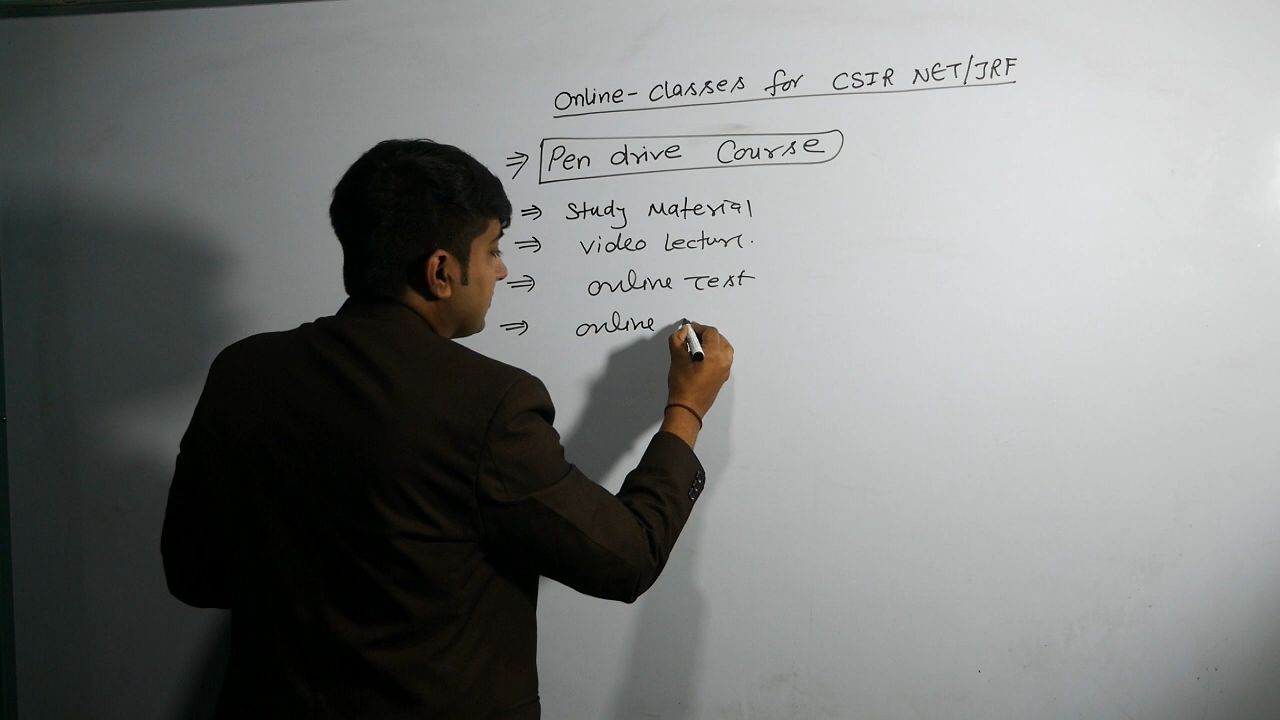 Online-classes for CSIR NET/JRF
⇒ Pen drive Course
⇒ Study Material
⇒ video Lecture.
⇒ online Test
⇒ online